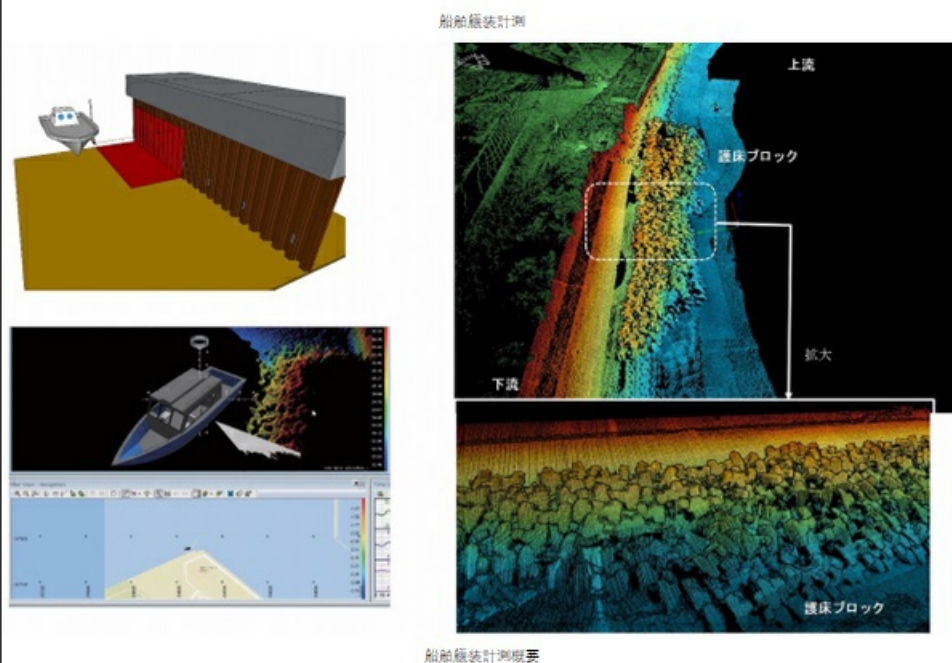 船舶艤装計測
上流
護床ブロック
拡大
下流
護床ブロック
船舶艤装計測概要